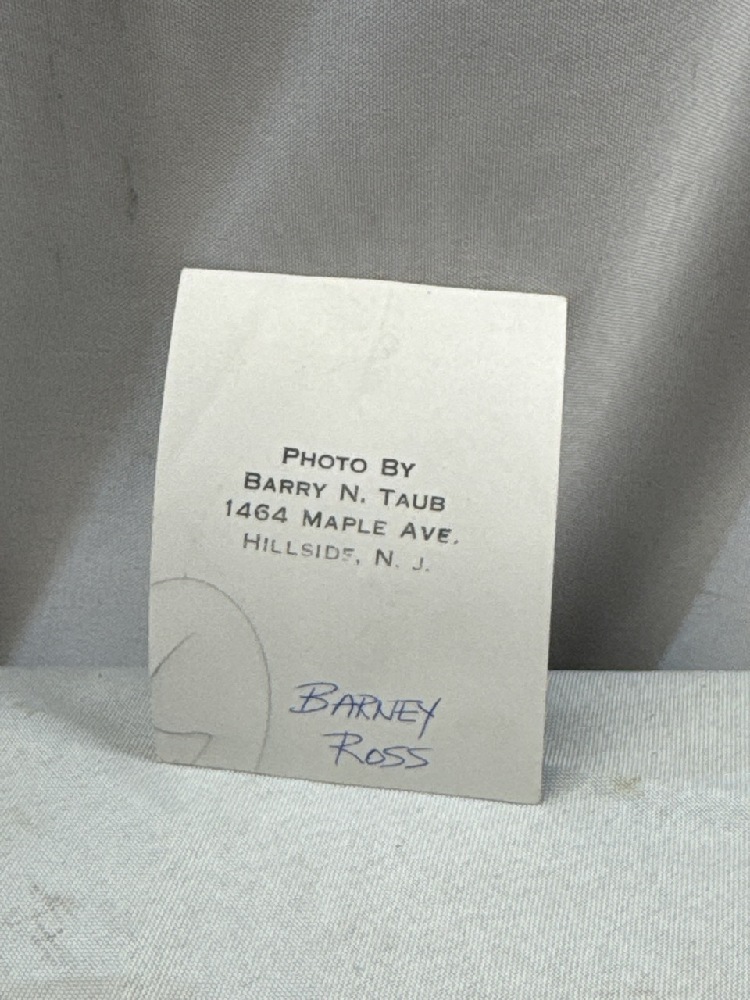 PHOTO BY
BARRY N. TAUB
1464 MAPLE AVE.
HILLSIDE, N. J.
BARNEY
ROSS